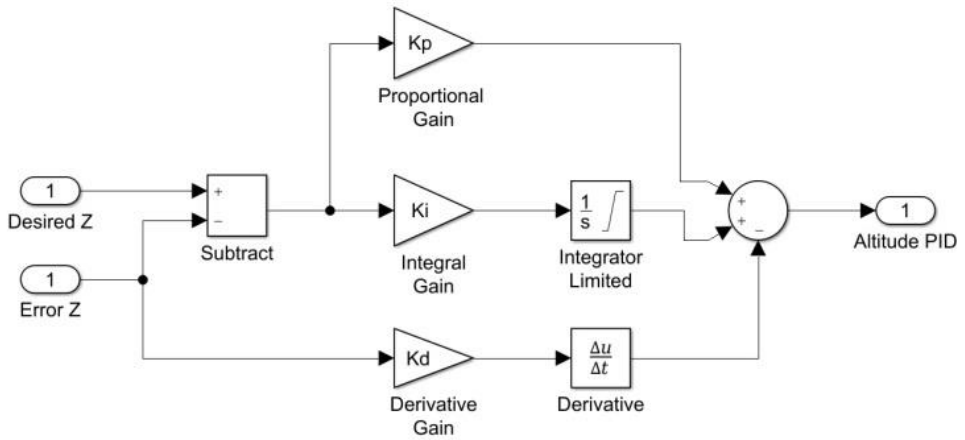 Kp
Proportional
Gain
1
Desired Z
+
−
Subtract
Ki
Integral
Gain
1
s
Integrator
Limited
+
+
−
1
Altitude PID
1
Error Z
Kd
Derivative
Gain
Δu
Δt
Derivative